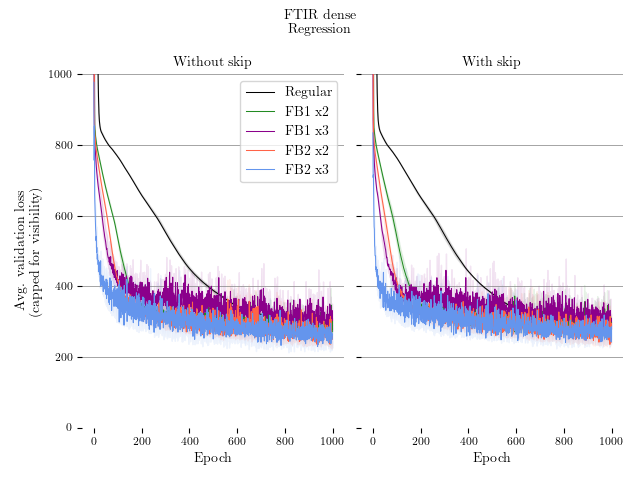 FTIR dense
Regression
Without skip
With skip
Avg. validation loss
(capped for visibility)
1000
800
600
400
200
0
Regular
FB1 x2
FB1 x3
FB2 x2
FB2 x3
0 200 400 600 800 1000
0 200 400 600 800 1000
Epoch
Epoch